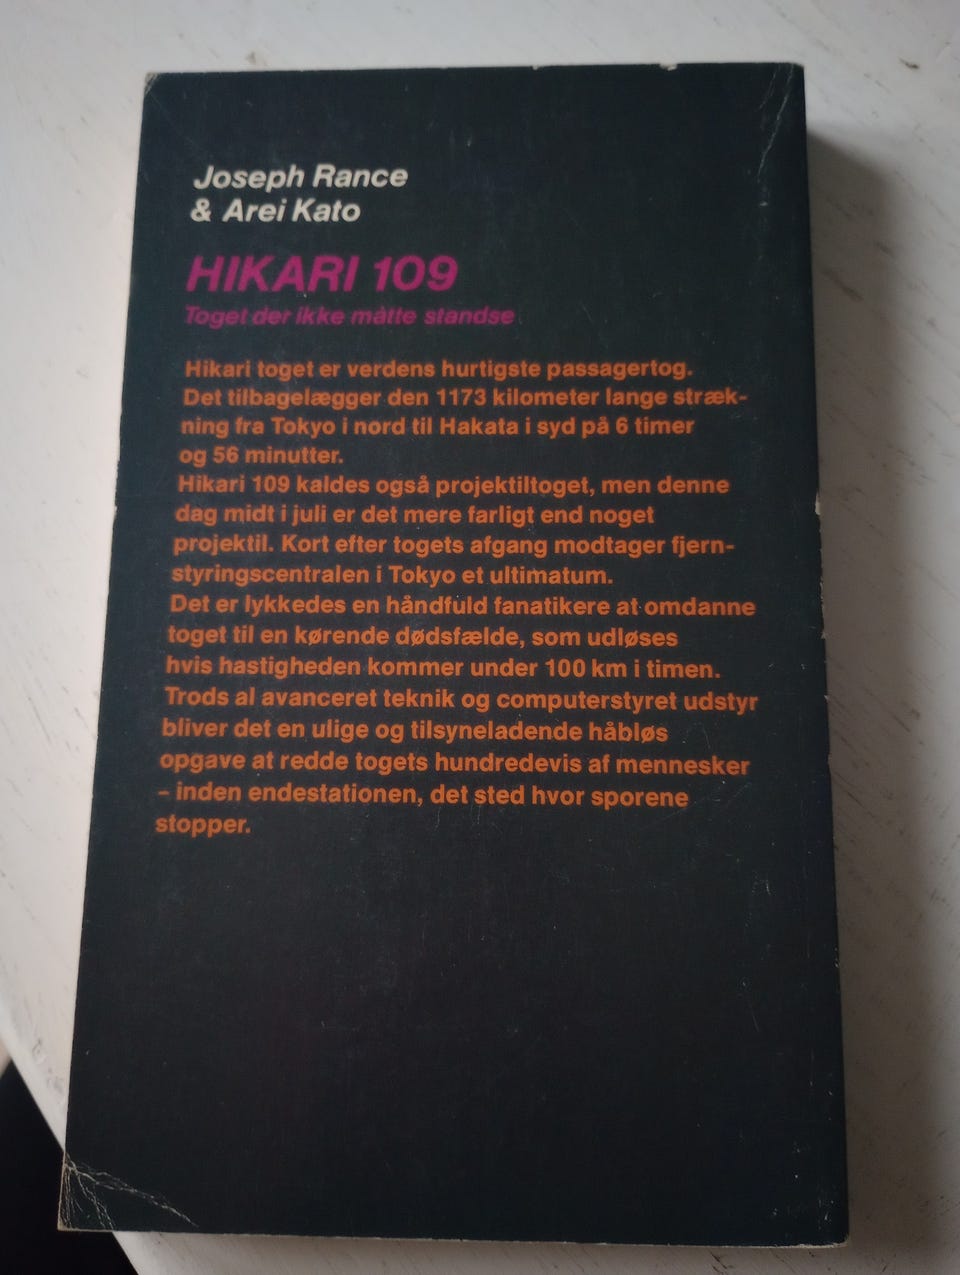 Joseph Rance
& Arei Kato
HIKARI 109
Toget der ikke måtte standse
Hikari toget er verdens hurtigste passagertog.
Det tilbagelægger den 1173 kilometer lange stræk-
ning fra Tokyo i nord til Hakata i syd på 6 timer
og 56 minutter.
Hikari 109 kaldes også projektiltoget, men denne
dag midt i juli er det mere farligt end noget
projektil. Kort efter togets afgang modtager fjern-
styringscentralen i Tokyo et ultimatum.
Det er lykkedes en håndfuld fanatikere at omdanne
toget til en kørende dødsfælde, som udløses
hvis hastigheden kommer under 100 km i timen.
Trods al avanceret teknik og computerstyret udstyr
bliver det en ulige og tilsyneladende håbløs
opgave at redde togets hundredevis af mennesker
– inden endestationen, det sted hvor sporene
stopper.